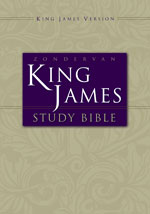 KING JAMES VERSION
ZONDERVAN
KING
JAMES
STUDY BIBLE